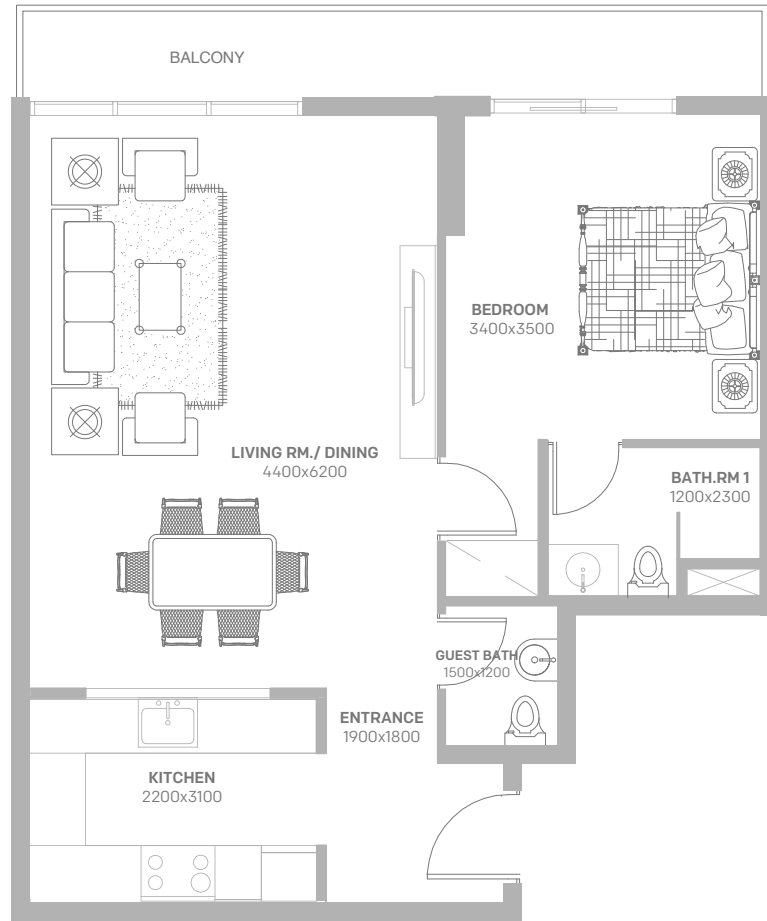 BALCONY
BEDROOM
3400x3500
LIVING RM./ DINING
4400x6200
BATH.RM 1
1200x2300
GUEST BATH
1500x1200
ENTRANCE
1900x1800
KITCHEN
2200x3100